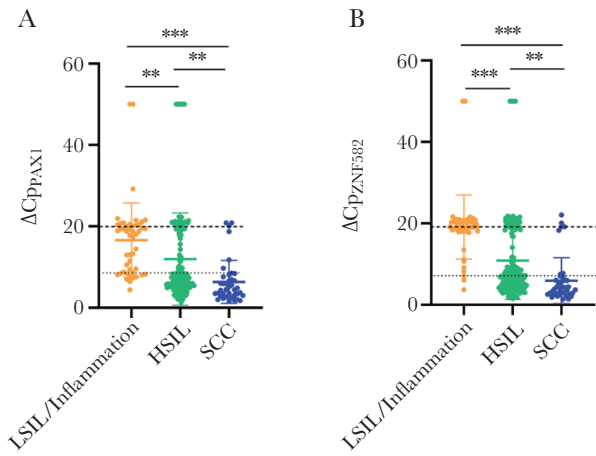 A
***
**
**
60
40
20
0
ΔCpPAX1
LSIL/Inflammation
HSIL
SCC
B
***
***
**
60
40
20
0
ΔCpZNF582
LSIL/Inflammation
HSIL
SCC